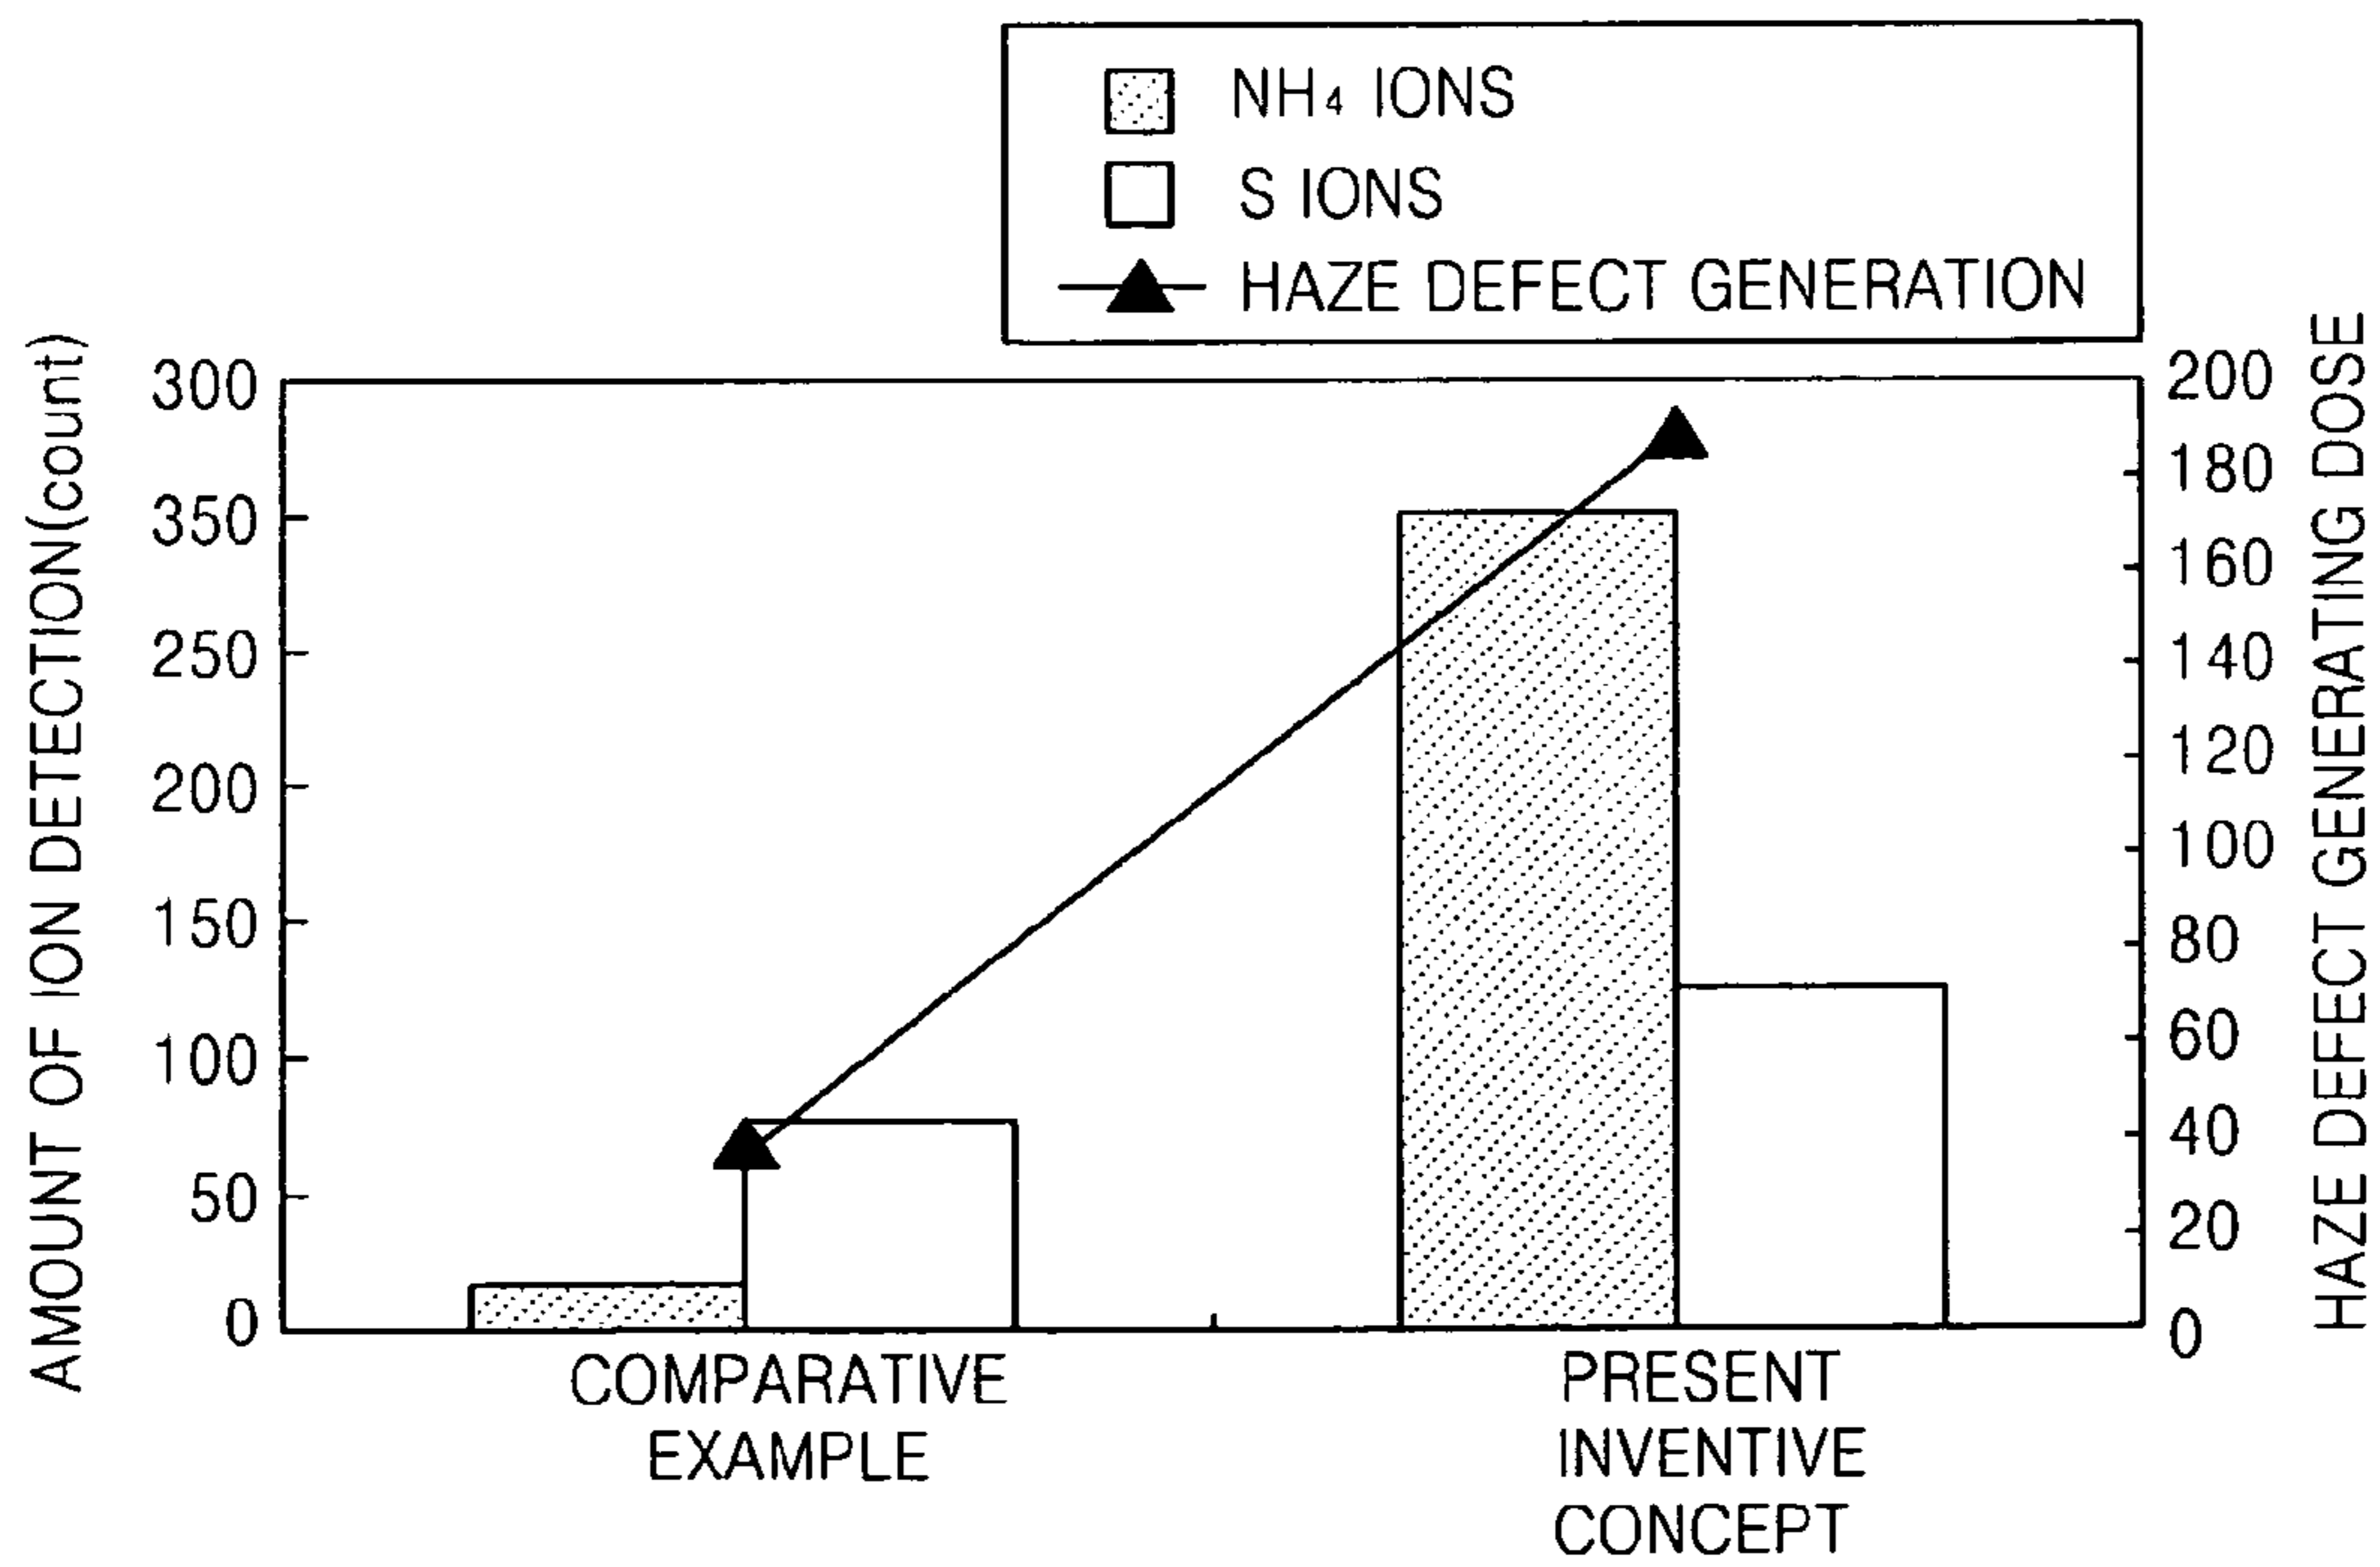 NH₄ IONS
S IONS
HAZE DEFECT GENERATION
AMOUNT OF ION DETECTION(count)
300
350
250
200
150
100
50
0
200
180
160
140
120
100
80
60
40
20
0
HAZE DEFECT GENERATING DOSE
COMPARATIVE
EXAMPLE
PRESENT
INVENTIVE
CONCEPT